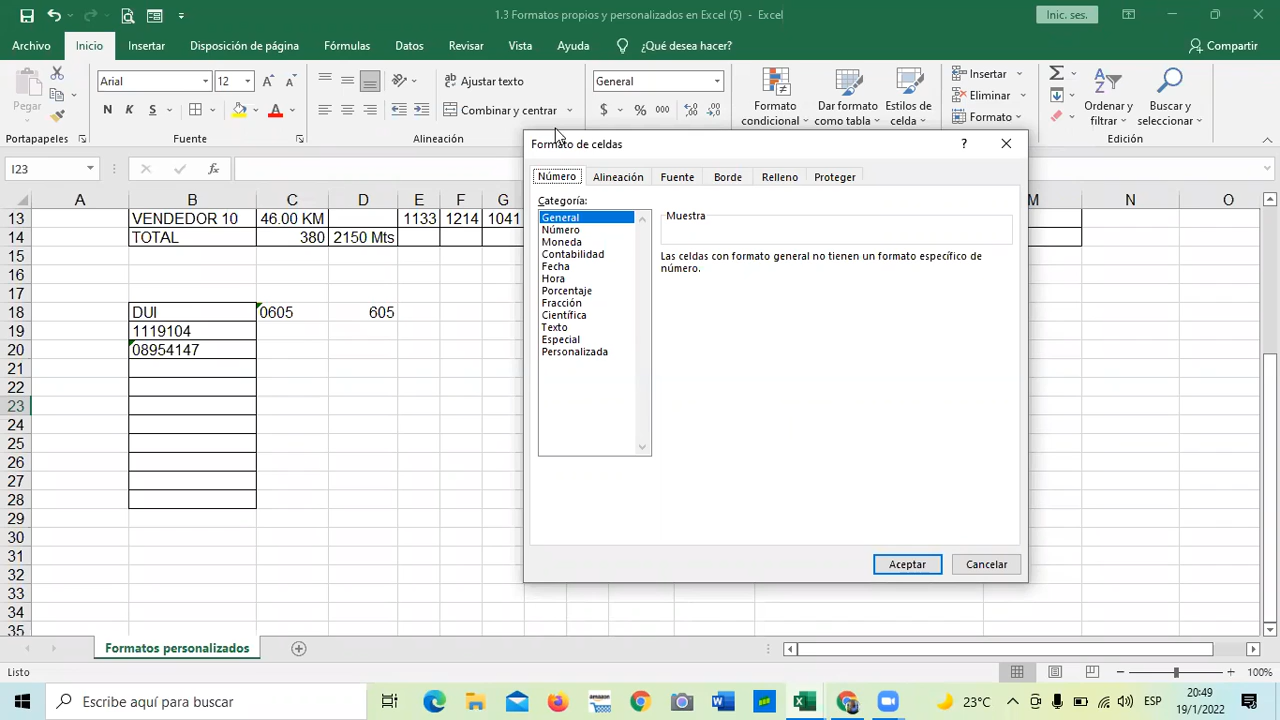 1.3 Formatos propios y personalizados en Excel (5) - Excel
Inic. ses.
Archivo Inicio Insertar Disposición de página Fórmulas Datos Revisar Vista Ayuda ¿Qué desea hacer? Compartir
Pegar
Arial 12
N K S
Ajustar texto
Combinar y centrar
General
$ % 000
Formato condicional
Dar formato como tabla
Estilos de celda
Insertar
Eliminar
Formato
Ordenar y filtrar
Buscar y seleccionar
Portapapeles Fuente Alineación Edición
I23 fx
A B C D E F G M N O
13 VENDEDOR 10 46.00 KM 1133 1214 1041
14 TOTAL 380 2150 Mts
15
16
17
18 DUI 0605 605
19 1119104
20 08954147
21
22
23
24
25
26
27
28
29
30
31
32
33
34
35
Formato de celdas ?
Número Alineación Fuente Borde Relleno Proteger
Categoría:
General
Número
Moneda
Contabilidad
Fecha
Hora
Porcentaje
Fracción
Científica
Texto
Especial
Personalizada
Muestra
Las celdas con formato general no tienen un formato específico de
número.
Aceptar Cancelar
Formatos personalizados
Listo 100%
Escribe aquí para buscar
23°C ESP 20:49
19/1/2022